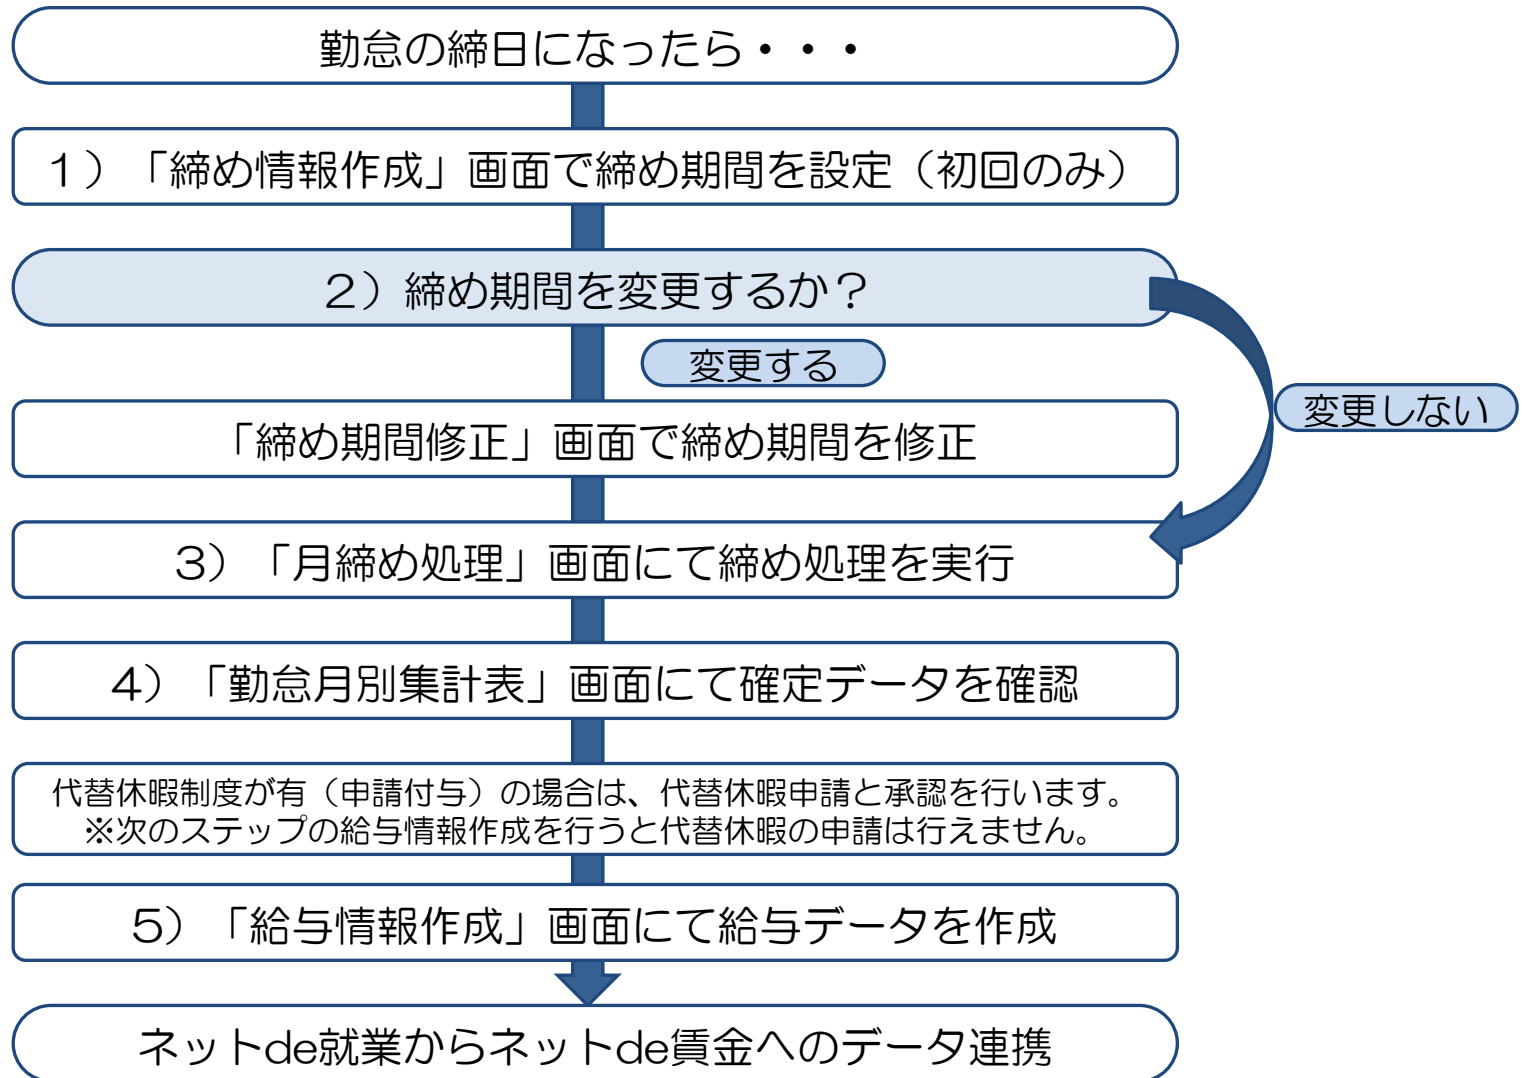 勤怠の締日になったら・・・
１）「締め情報作成」画面で締め期間を設定（初回のみ）
２）締め期間を変更するか？
変更する
変更しない
「締め期間修正」画面で締め期間を修正
３）「月締め処理」画面にて締め処理を実行
４）「勤怠月別集計表」画面にて確定データを確認
代替休暇制度が有（申請付与）の場合は、代替休暇申請と承認を行います。
※次のステップの給与情報作成を行うと代替休暇の申請は行えません。
５）「給与情報作成」画面にて給与データを作成
ネットde就業からネットde賃金へのデータ連携